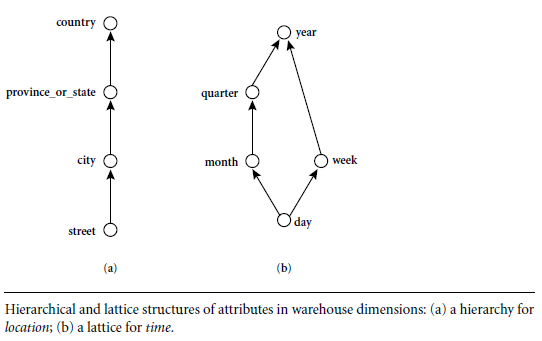 country
province_or_state
city
street
(a)
year
quarter
month
week
day
(b)
Hierarchical and lattice structures of attributes in warehouse dimensions: (a) a hierarchy for
location; (b) a lattice for time.